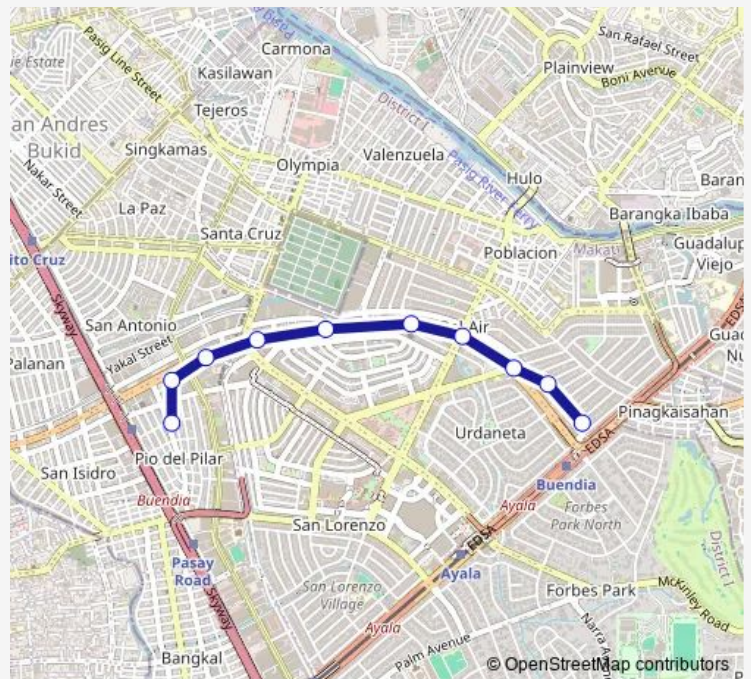 San Rafael Street
Pasig
Carmona
Pasig Line Street
Plainview
Boni Avenue
Kasilawan
District I
Tejeros
an Andres
Bukid
Singkamas
Olympia
Valenzuela
Pasig River Ferry
Hulo
Nakar Street
Baran
La Paz
Barangka Ibaba
Santa Cruz
Guadalup
Viejo
Makati
Poblacion
ito Cruz
Skyway
EDSA
San Antonio
Air
Yakal Street
Palanan
Pinagkaisahan
Urdaneta
EDSA
Pio del Pilar
San Isidro
Buendia
Buendia
Ayala
Forbes
Park North
San Lorenzo
EDSA
District I
Pasay
Road
Ayala
San Lorenzo
Village
Forbes Park
McKinley Road
Skyway
Ayala
Narra
Palm Avenue
Bangkal
© OpenStreetMap contributors